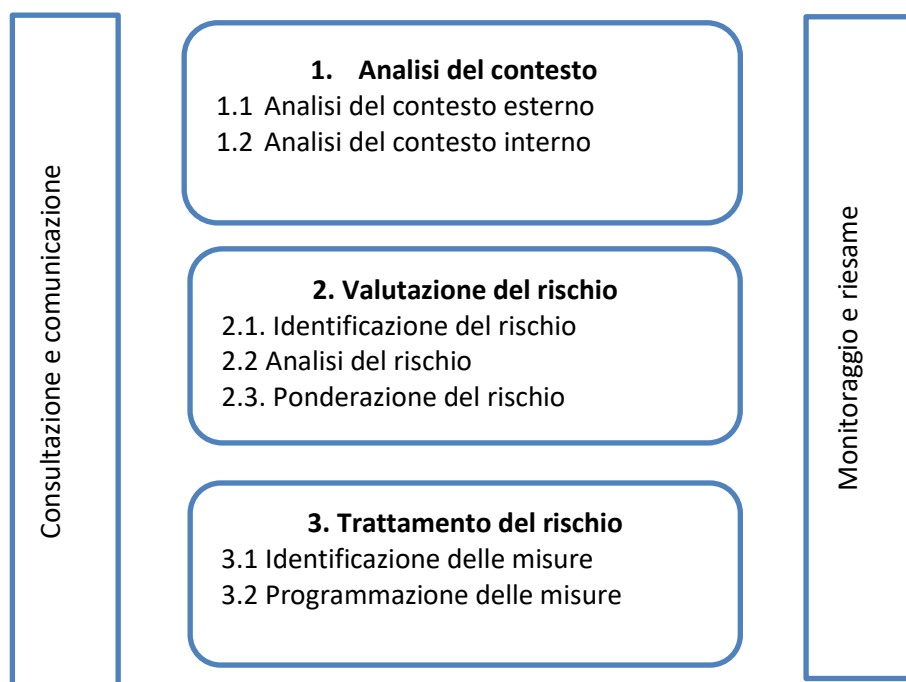 Consultazione e comunicazione
1. Analisi del contesto
1.1 Analisi del contesto esterno
1.2 Analisi del contesto interno
2. Valutazione del rischio
2.1. Identificazione del rischio
2.2 Analisi del rischio
2.3. Ponderazione del rischio
3. Trattamento del rischio
3.1 Identificazione delle misure
3.2 Programmazione delle misure
Monitoraggio e riesame